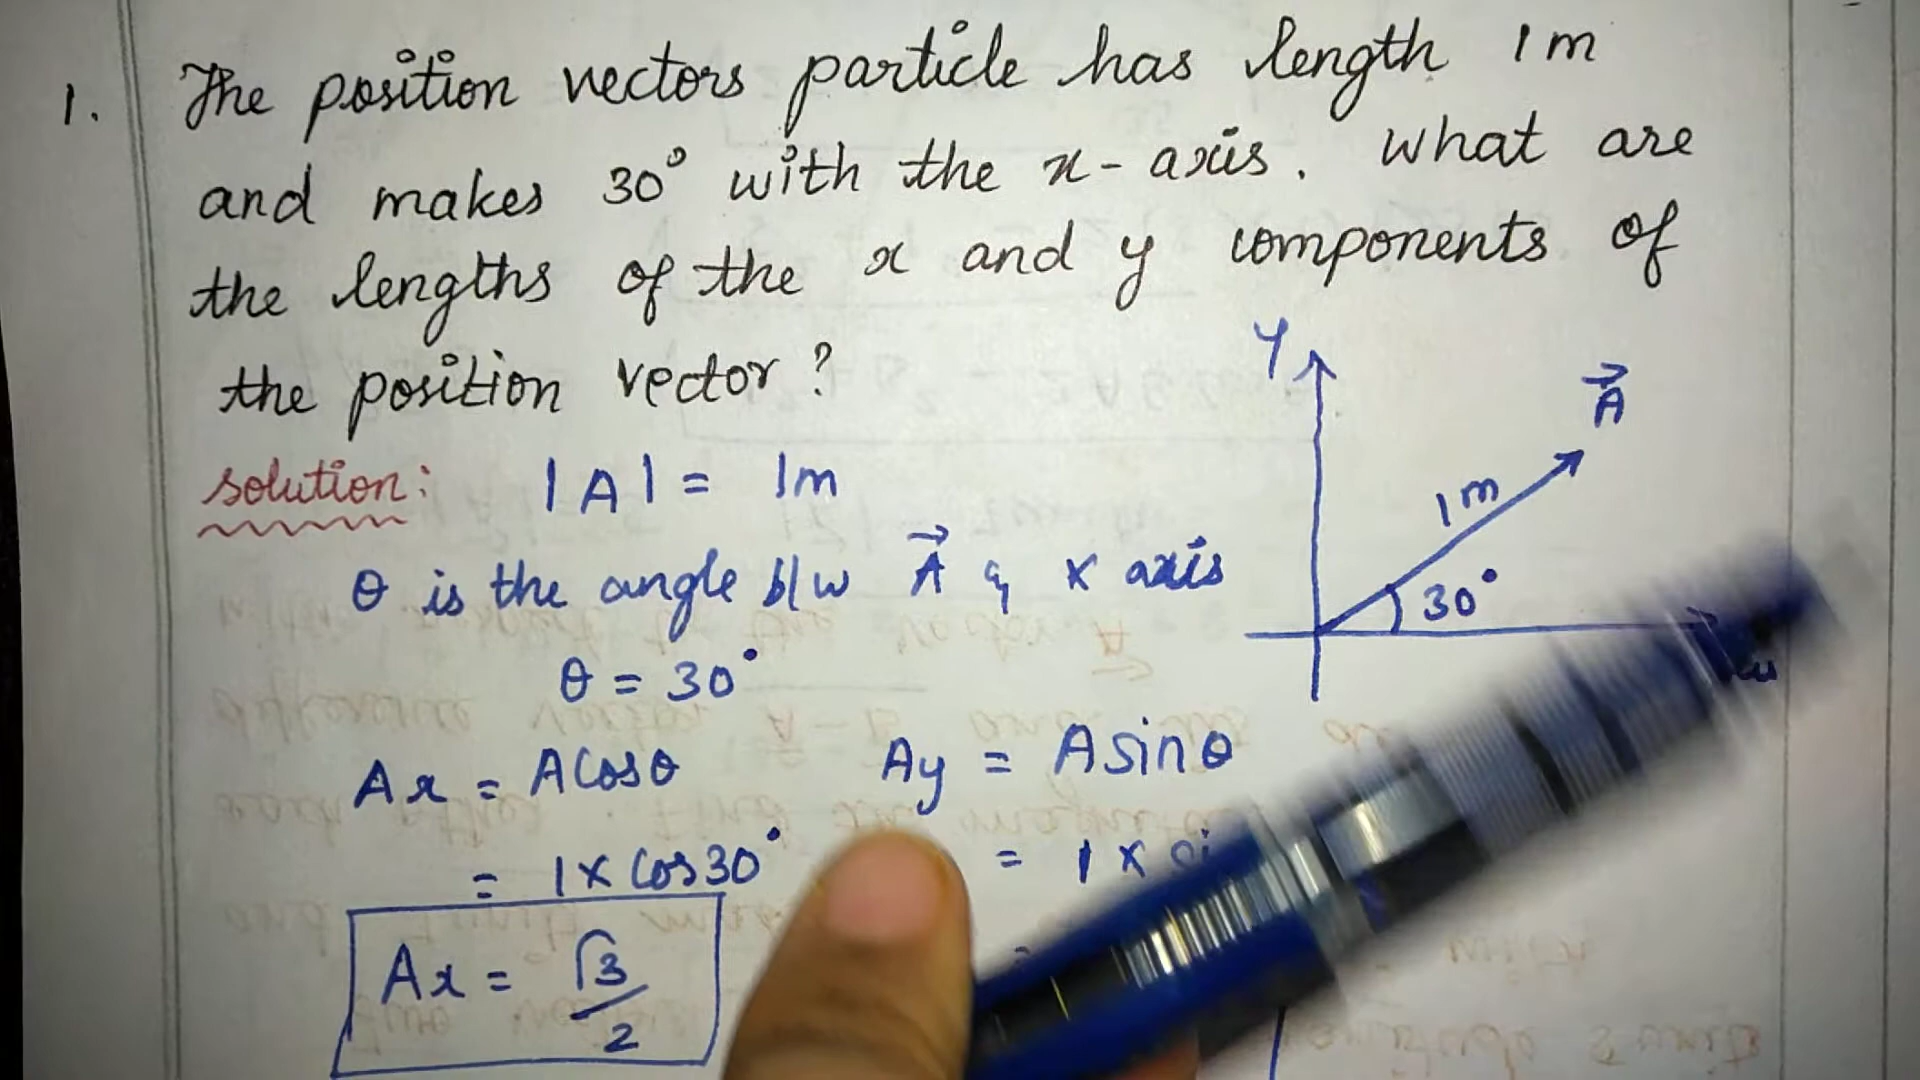 1. The position vectors particle has length 1m
and makes 30° with the x-axis. What are
the lengths of the x and y components of
the position vector?
Y
A⃗
solution: |A| = 1m
1m
θ is the angle b/w A⃗ & x axis
30°
θ = 30°
Ax = Acosθ Ay = Asinθ
= 1×cos30° = 1×
Ax = √3/2